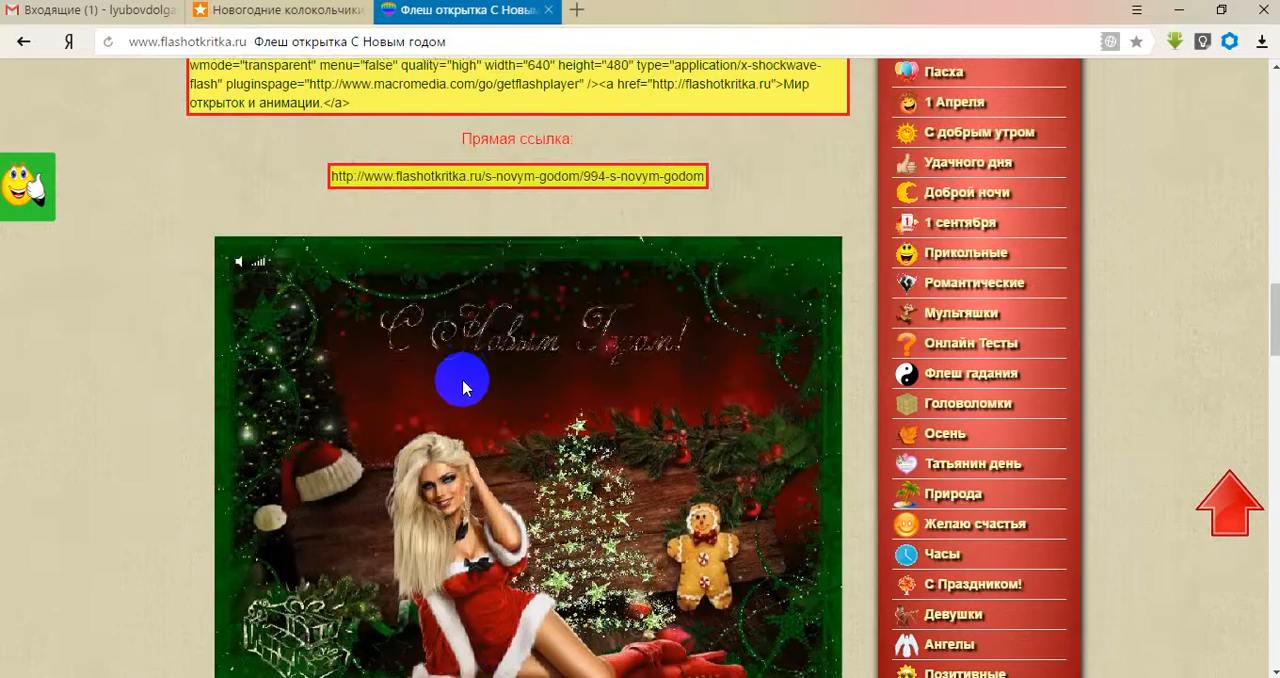 Входящие (1) - lyubovdolga
Новогодние колокольчики
Флеш открытка С Новым
www.flashotkritka.ru Флеш открытка С Новым годом
wmode="transparent" menu="false" quality="high" width="640" height="480" type="application/x-shockwave-
flash" pluginspage="http://www.macromedia.com/go/getflashplayer" /><a href="http://flashotkritka.ru">Мир
открыток и анимации.</a>
Прямая ссылка:
http://www.flashotkritka.ru/s-novym-godom/994-s-novym-godom
С Новым Годом!
Пасха
1 Апреля
С добрым утром
Удачного дня
Доброй ночи
1 сентября
Прикольные
Романтические
Мультяшки
Онлайн Тесты
Флеш гадания
Головоломки
Осень
Татьянин день
Природа
Желаю счастья
Часы
С Праздником!
Девушки
Ангелы
Позитивные